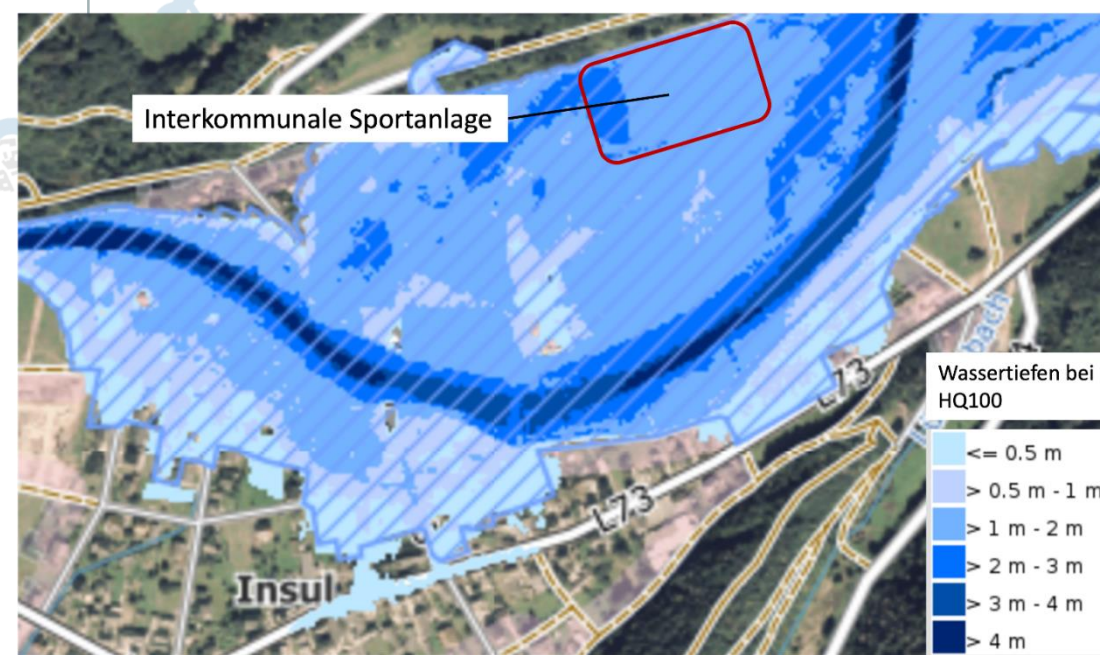 Interkommunale Sportanlage
L73
L73
bach
Insul
Wassertiefen bei
HQ100
<= 0.5 m
> 0.5 m - 1 m
> 1 m - 2 m
> 2 m - 3 m
> 3 m - 4 m
> 4 m